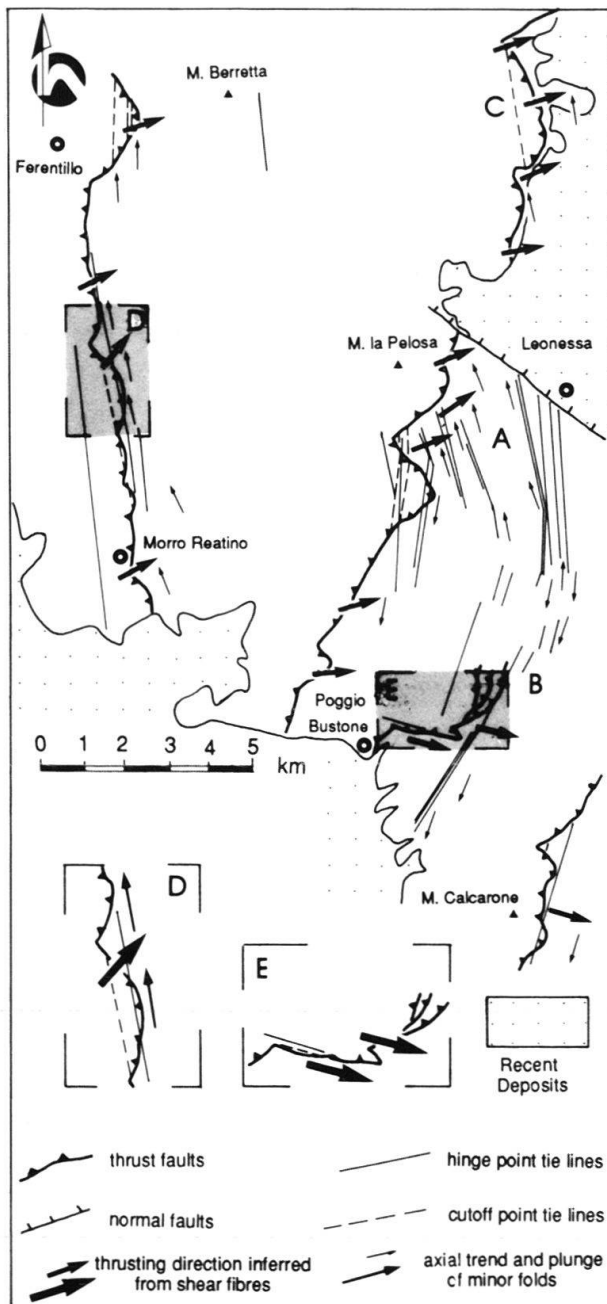 M. Berretta
Ferentillo
C
D
M. la Pelosa
Leonessa
A
Morro Reatino
E
B
Poggio
Bustone
0 1 2 5
km
D
M. Calcarone
E
Recent
Deposits
thrust faults
hinge point tie lines
normal faults
cutoff point tie lines
thrusting direction inferred
from shear fibres
axial trend and plunge
of minor folds